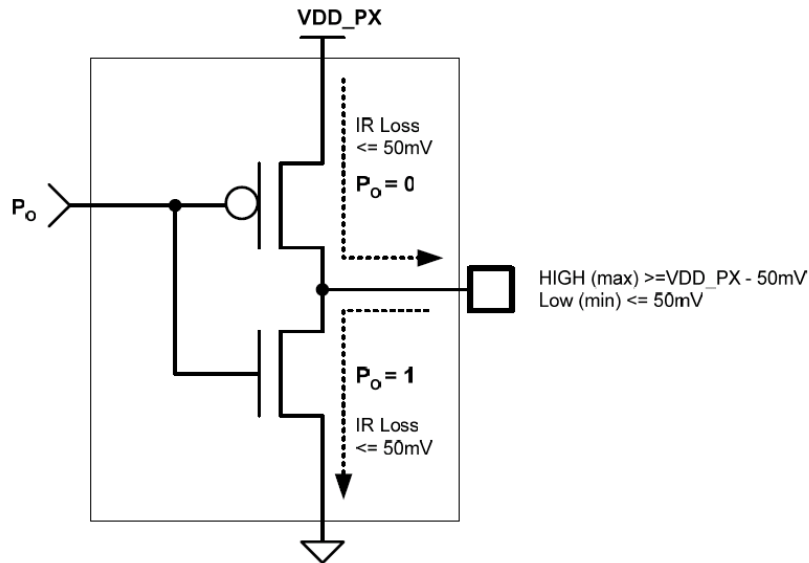 VDD_PX
IR Loss
<= 50mV
Po = 0
Po
HIGH (max) >=VDD_PX - 50mV
Low (min) <= 50mV
Po = 1
IR Loss
<= 50mV